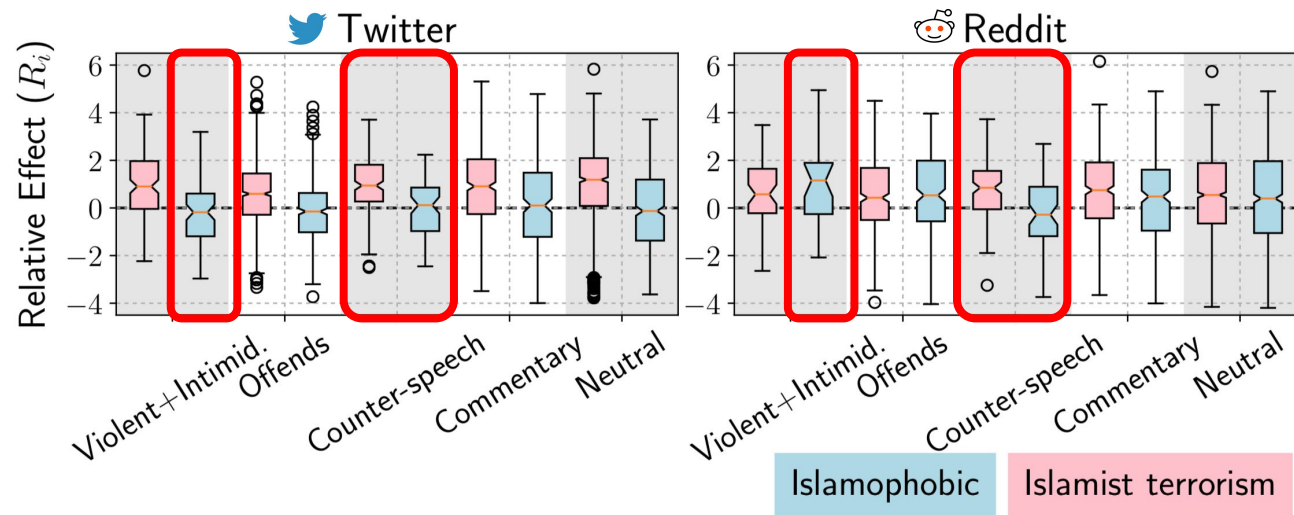 Twitter
Reddit
Relative Effect (R_i)
6
4
2
0
−2
−4
6
4
2
0
−2
−4
Violent+Intimid.
Offends
Counter-speech
Commentary
Neutral
Violent+Intimid.
Offends
Counter-speech
Commentary
Neutral
Islamophobic
Islamist terrorism